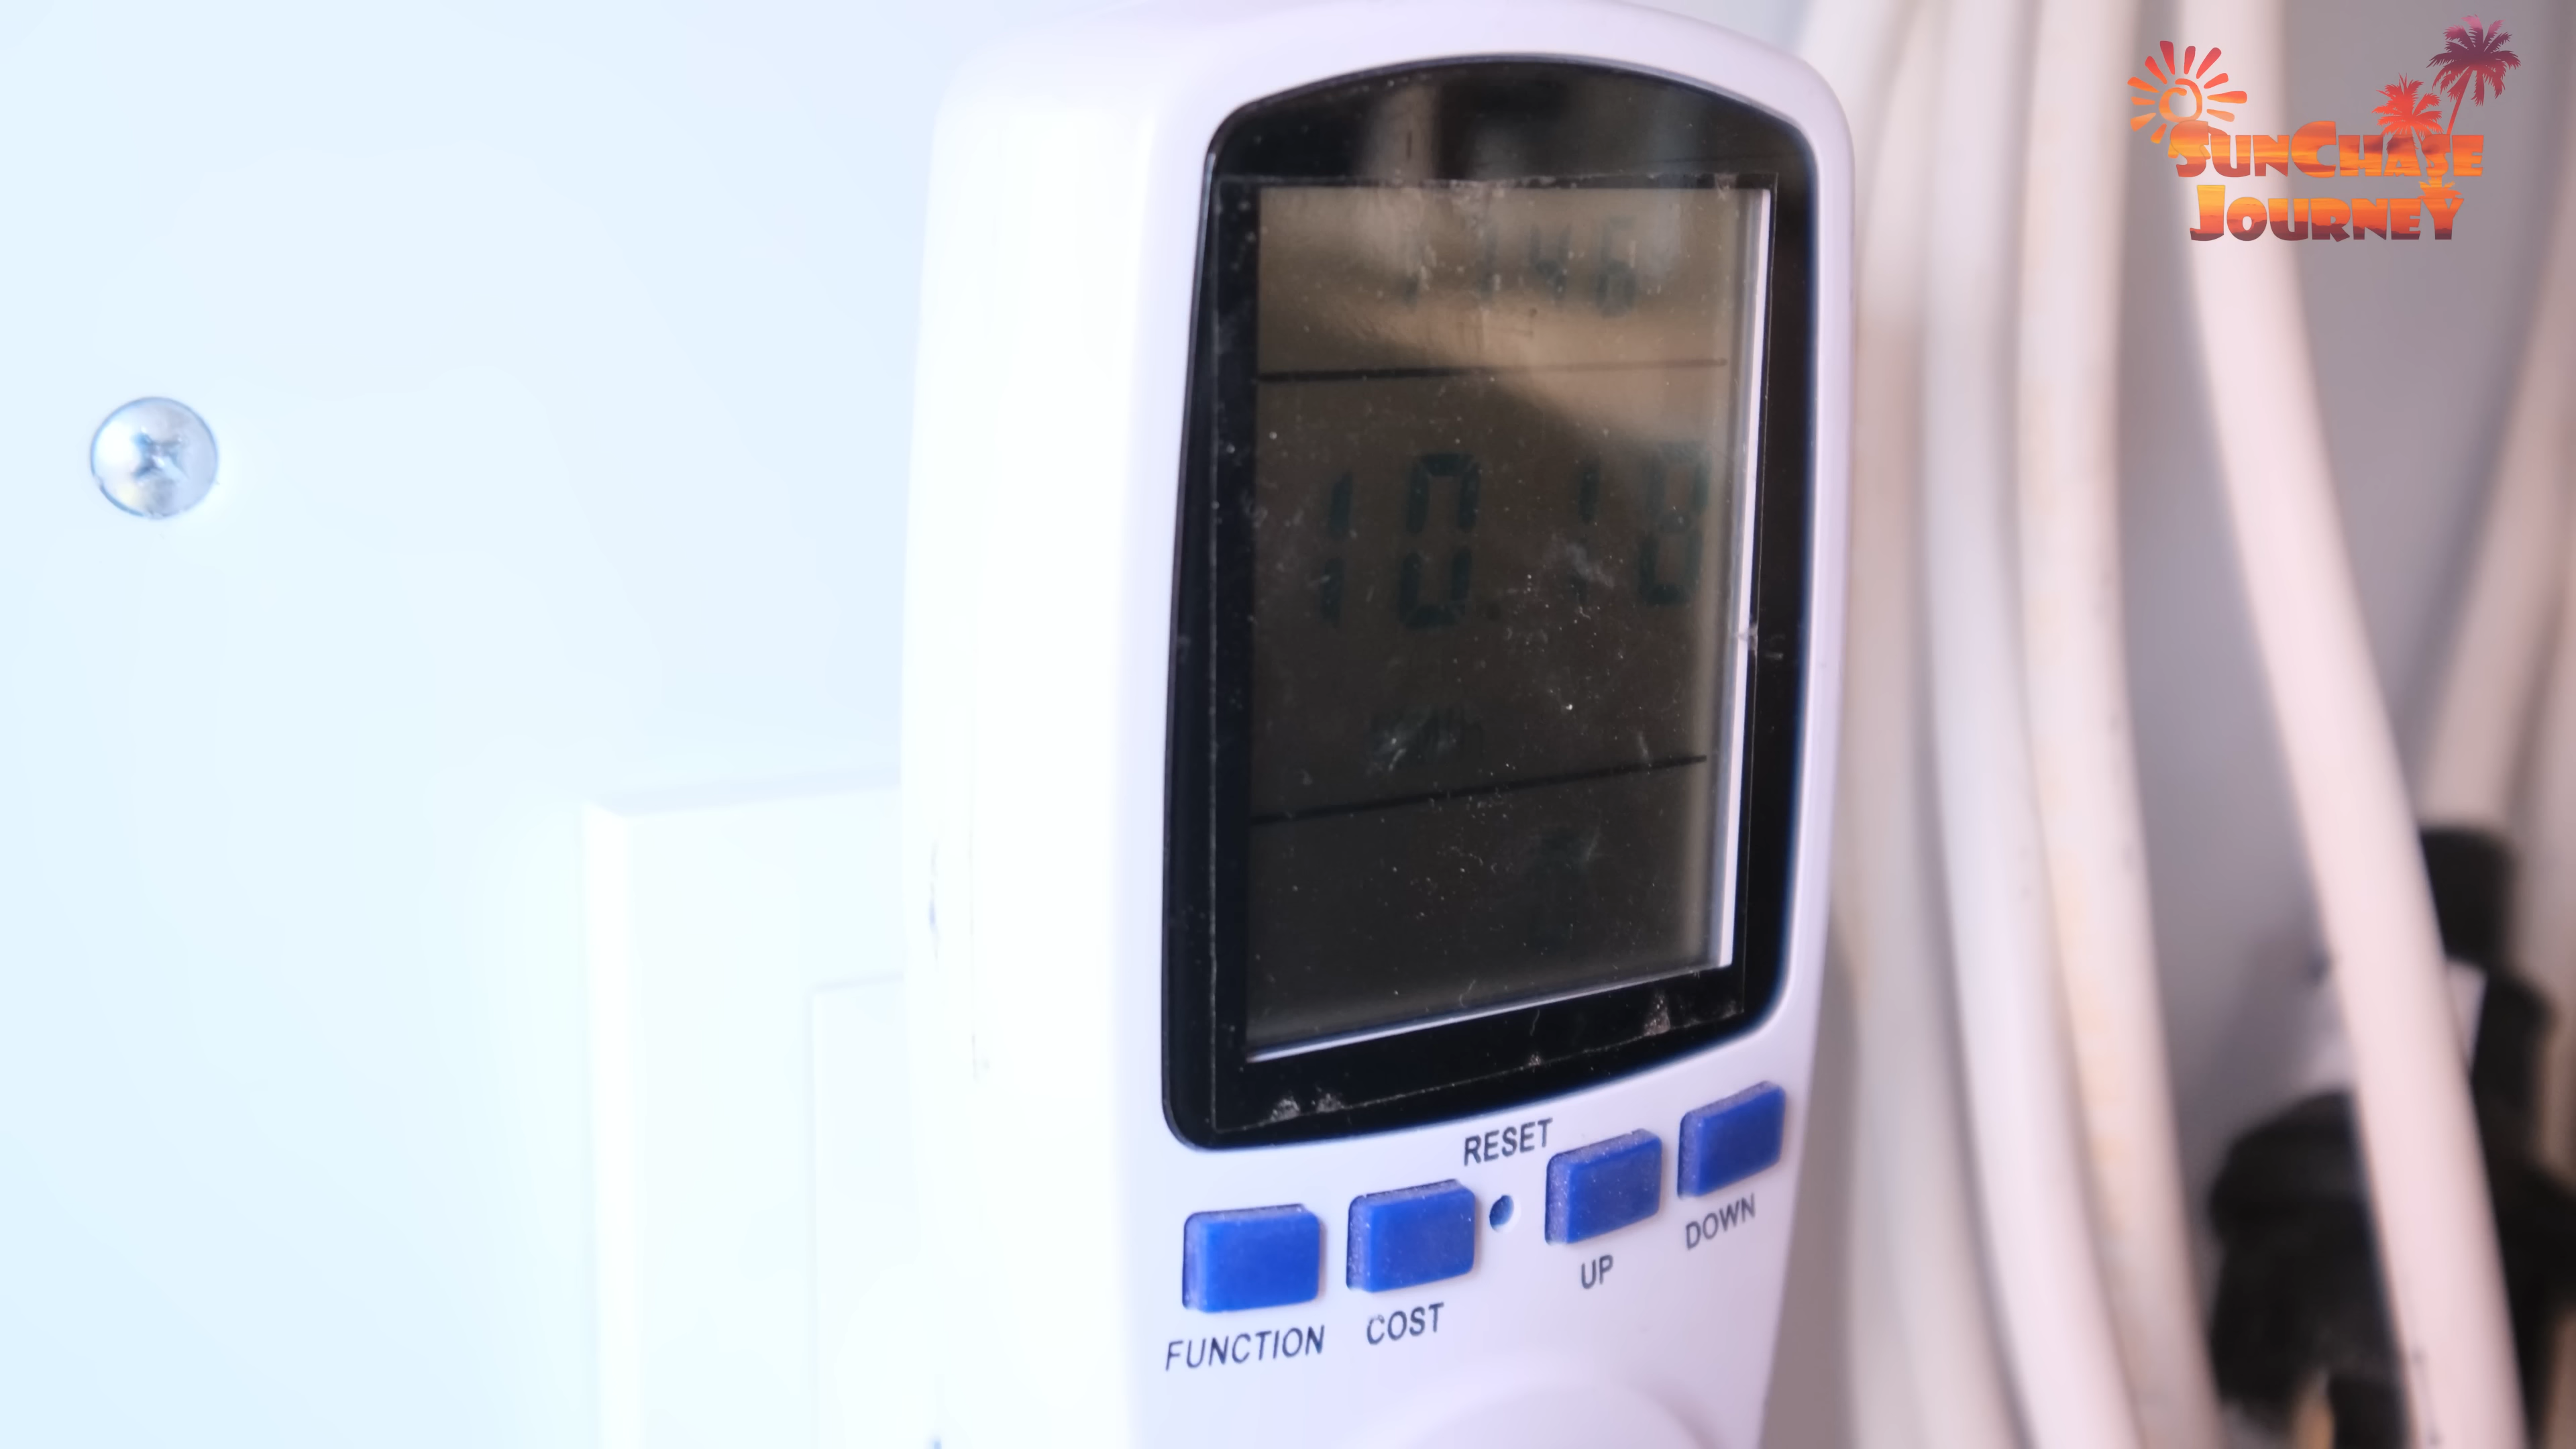 SUNCHASE
JOURNEY
10.18
RESET
FUNCTION
COST
UP
DOWN